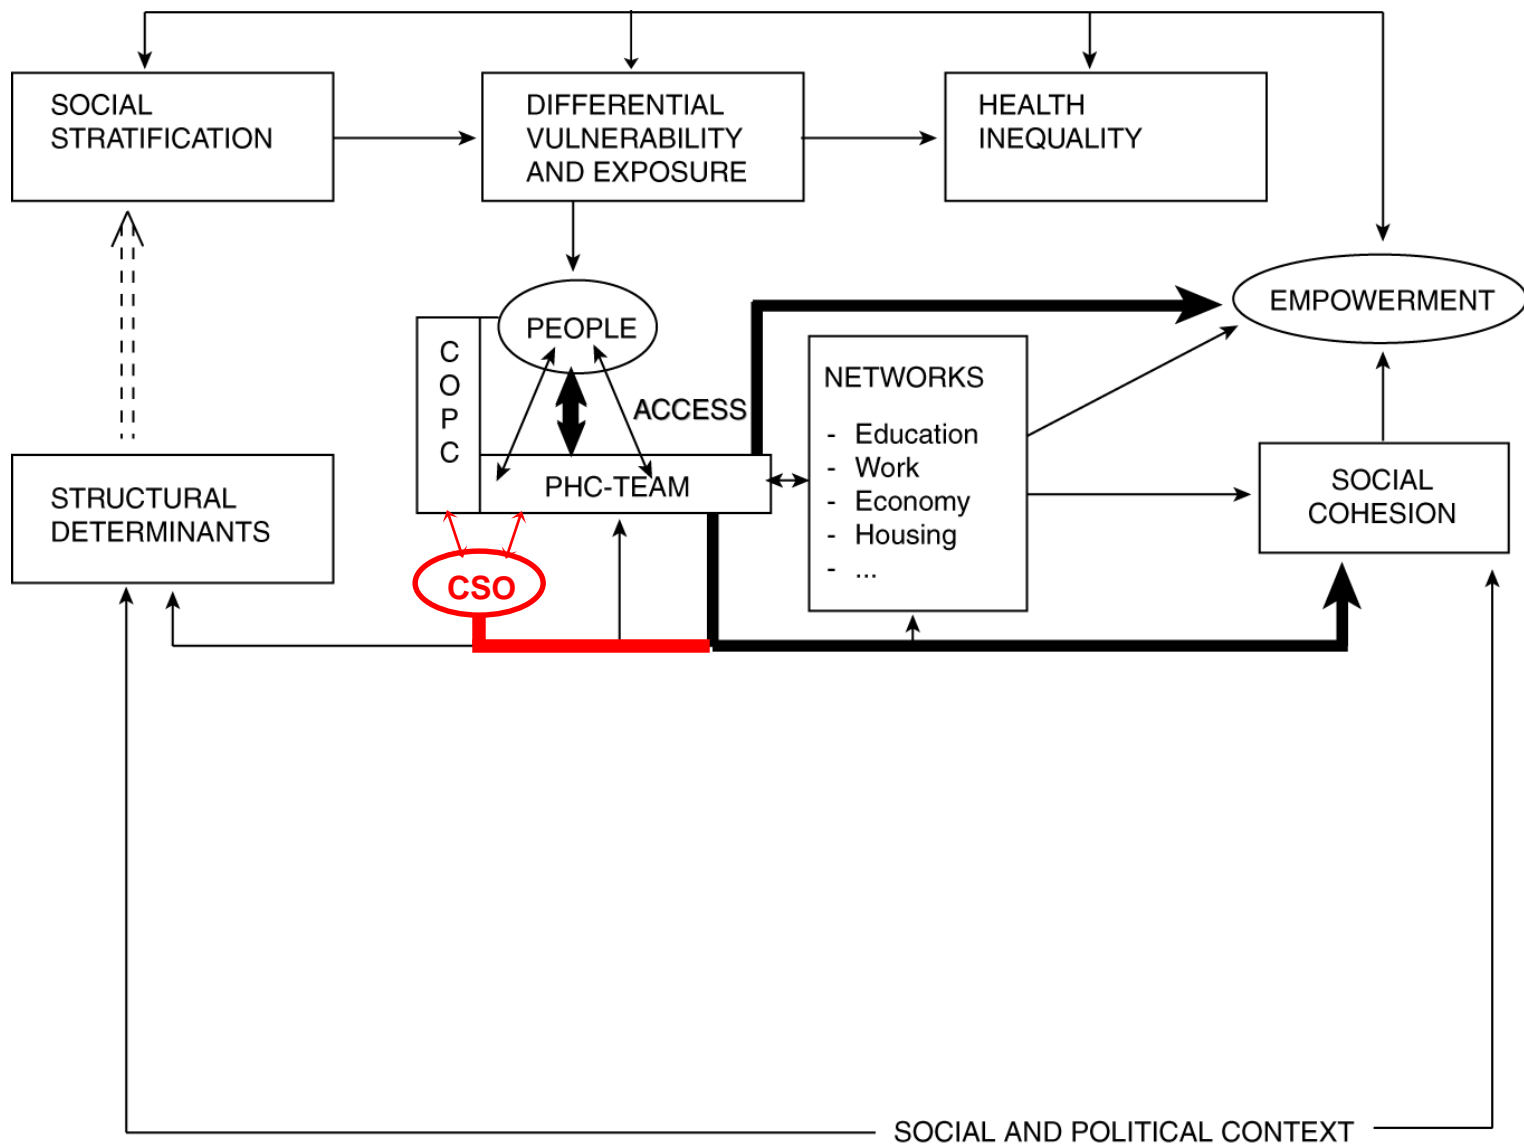 SOCIAL
STRATIFICATION
DIFFERENTIAL
VULNERABILITY
AND EXPOSURE
HEALTH
INEQUALITY
EMPOWERMENT
PEOPLE
C
O
P
C
ACCESS
PHC-TEAM
NETWORKS
- Education
- Work
- Economy
- Housing
- ...
SOCIAL
COHESION
STRUCTURAL
DETERMINANTS
CSO
SOCIAL AND POLITICAL CONTEXT